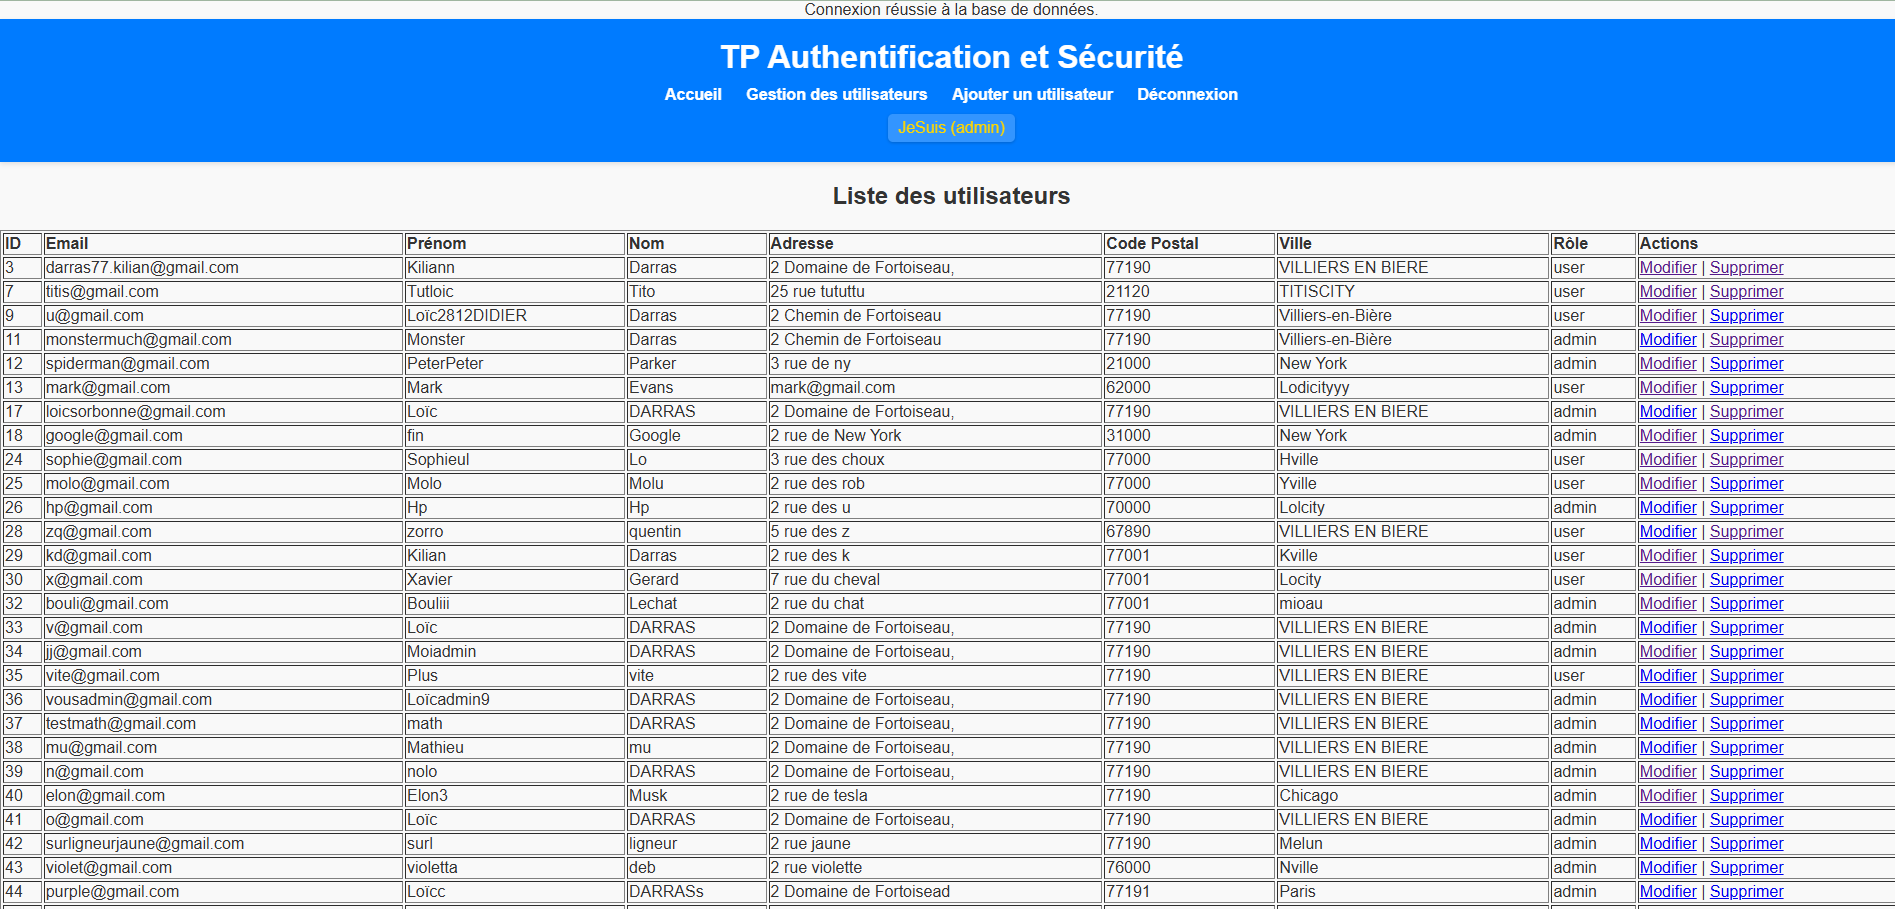 Connexion réussie à la base de données.
TP Authentification et Sécurité
Accueil Gestion des utilisateurs Ajouter un utilisateur Déconnexion
JeSuis (admin)
Liste des utilisateurs
ID Email Prénom Nom Adresse Code Postal Ville Rôle Actions
3 darras77.kilian@gmail.com Kiliann Darras 2 Domaine de Fortoiseau, 77190 VILLIERS EN BIERE user Modifier | Supprimer
7 titis@gmail.com Tutloic Tito 25 rue tututtu 21120 TITISCITY user Modifier | Supprimer
9 u@gmail.com Loïc2812DIDIER Darras 2 Chemin de Fortoiseau 77190 Villiers-en-Bière user Modifier | Supprimer
11 monstermuch@gmail.com Monster Darras 2 Chemin de Fortoiseau 77190 Villiers-en-Bière admin Modifier | Supprimer
12 spiderman@gmail.com PeterPeter Parker 3 rue de ny 21000 New York admin Modifier | Supprimer
13 mark@gmail.com Mark Evans mark@gmail.com 62000 Lodicityyy user Modifier | Supprimer
17 loicsorbonne@gmail.com Loïc DARRAS 2 Domaine de Fortoiseau, 77190 VILLIERS EN BIERE admin Modifier | Supprimer
18 google@gmail.com fin Google 2 rue de New York 31000 New York admin Modifier | Supprimer
24 sophie@gmail.com Sophieul Lo 3 rue des choux 77000 Hville user Modifier | Supprimer
25 molo@gmail.com Molo Molu 2 rue des rob 77000 Yville user Modifier | Supprimer
26 hp@gmail.com Hp Hp 2 rue des u 70000 Lolcity admin Modifier | Supprimer
28 zq@gmail.com zorro quentin 5 rue des z 67890 VILLIERS EN BIERE user Modifier | Supprimer
29 kd@gmail.com Kilian Darras 2 rue des k 77001 Kville user Modifier | Supprimer
30 x@gmail.com Xavier Gerard 7 rue du cheval 77001 Locity user Modifier | Supprimer
32 bouli@gmail.com Bouliii Lechat 2 rue du chat 77001 mioau admin Modifier | Supprimer
33 v@gmail.com Loïc DARRAS 2 Domaine de Fortoiseau, 77190 VILLIERS EN BIERE admin Modifier | Supprimer
34 jj@gmail.com Moiadmin DARRAS 2 Domaine de Fortoiseau, 77190 VILLIERS EN BIERE admin Modifier | Supprimer
35 vite@gmail.com Plus vite 2 rue des vite 77190 VILLIERS EN BIERE user Modifier | Supprimer
36 vousadmin@gmail.com Loïcadmin9 DARRAS 2 Domaine de Fortoiseau, 77190 VILLIERS EN BIERE admin Modifier | Supprimer
37 testmath@gmail.com math DARRAS 2 Domaine de Fortoiseau, 77190 VILLIERS EN BIERE admin Modifier | Supprimer
38 mu@gmail.com Mathieu mu 2 Domaine de Fortoiseau, 77190 VILLIERS EN BIERE admin Modifier | Supprimer
39 n@gmail.com nolo DARRAS 2 Domaine de Fortoiseau, 77190 VILLIERS EN BIERE admin Modifier | Supprimer
40 elon@gmail.com Elon3 Musk 2 rue de tesla 77190 Chicago admin Modifier | Supprimer
41 o@gmail.com Loïc DARRAS 2 Domaine de Fortoiseau, 77190 VILLIERS EN BIERE admin Modifier | Supprimer
42 surligneurjaune@gmail.com surl ligneur 2 rue jaune 77190 Melun admin Modifier | Supprimer
43 violet@gmail.com violetta deb 2 rue violette 76000 Nville admin Modifier | Supprimer
44 purple@gmail.com Loïcc DARRASs 2 Domaine de Fortoisead 77191 Paris admin Modifier | Supprimer